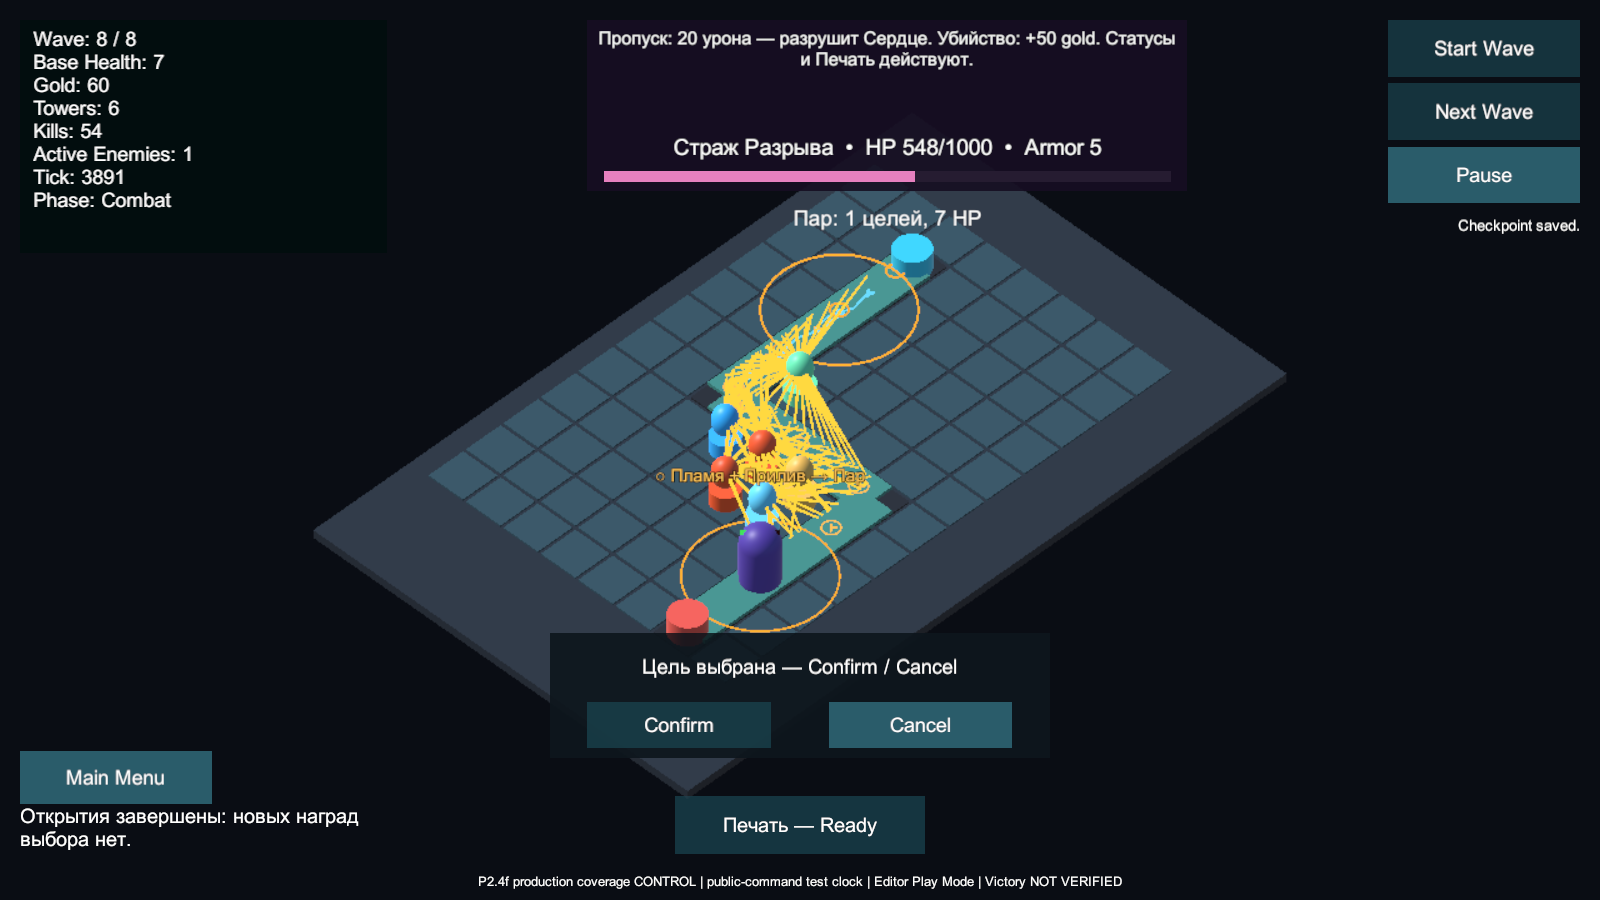 Wave: 8 / 8
Base Health: 7
Gold: 60
Towers: 6
Kills: 54
Active Enemies: 1
Tick: 3891
Phase: Combat
Пропуск: 20 урона — разрушит Сердце. Убийство: +50 gold. Статусы
и Печать действуют.
Страж Разрыва • HP 548/1000 • Armor 5
Start Wave
Next Wave
Pause
Checkpoint saved.
Пар: 1 целей, 7 HP
○ Пламя + Прилив → Пар
Цель выбрана — Confirm / Cancel
Confirm
Cancel
Main Menu
Открытия завершены: новых наград
выбора нет.
Печать — Ready
P2.4f production coverage CONTROL | public-command test clock | Editor Play Mode | Victory NOT VERIFIED